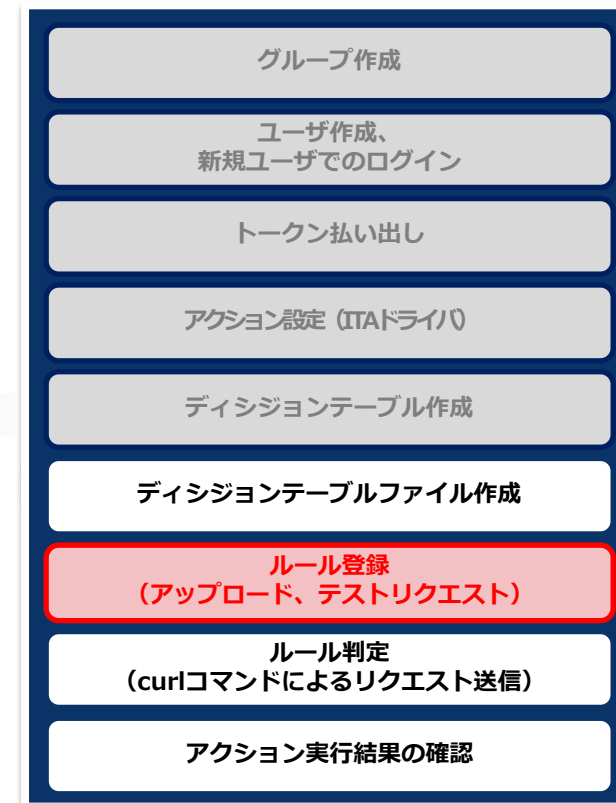 グループ作成
ユーザ作成、
新規ユーザでのログイン
トークン払い出し
アクション設定（ITAドライバ）
ディシジョンテーブル作成
ディシジョンテーブルファイル作成
ルール登録
（アップロード、テストリクエスト）
ルール判定
（curlコマンドによるリクエスト送信）
アクション実行結果の確認